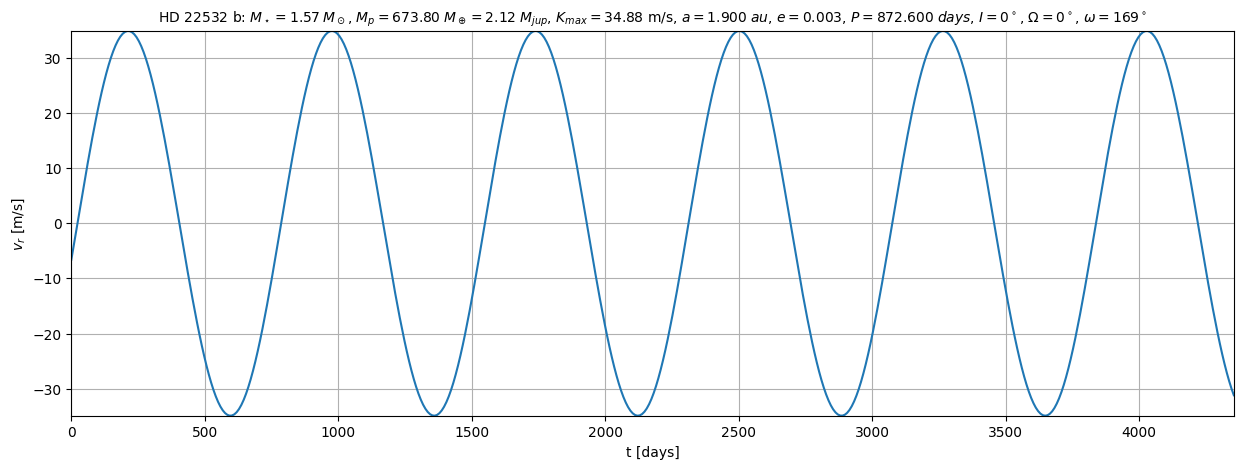 HD 22532 b: M⋆ = 1.57 M⊙, Mp = 673.80 M⊕ = 2.12 Mjup, Kmax = 34.88 m/s, a = 1.900 au, e = 0.003, P = 872.600 days, I = 0°, Ω = 0°, ω = 169°
30
20
10
0
−10
−20
−30
vr [m/s]
0 500 1000 1500 2000 2500 3000 3500 4000
t [days]